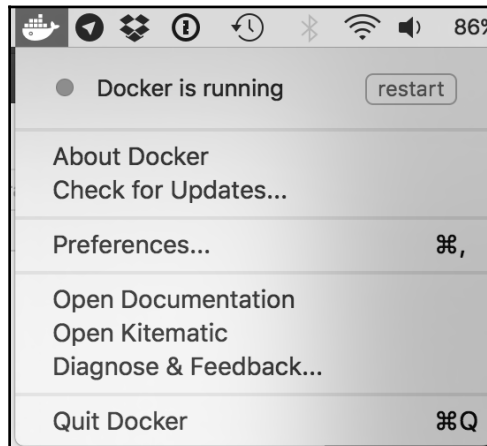 86%
Docker is running restart
About Docker
Check for Updates...
Preferences... ⌘,
Open Documentation
Open Kitematic
Diagnose & Feedback...
Quit Docker ⌘Q